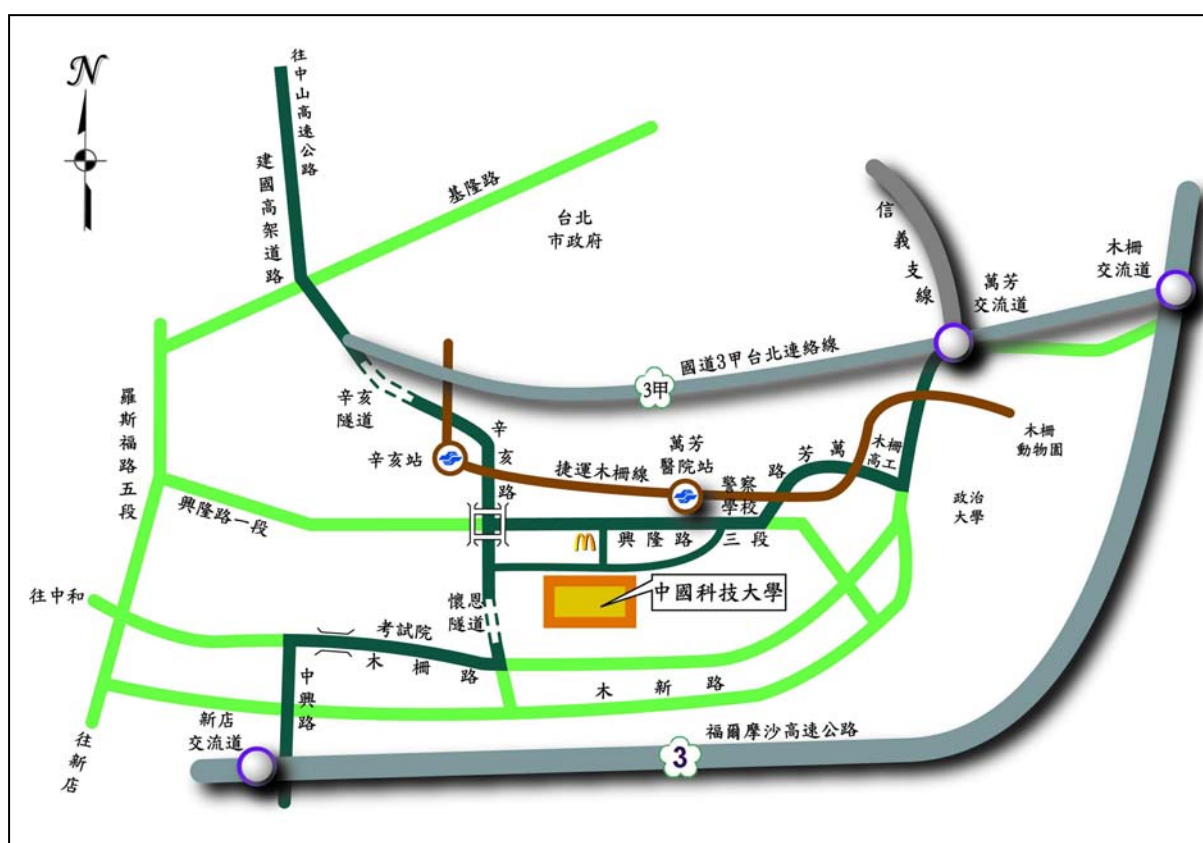 N
往中山高速公路
建國高架道路
基隆路
台北
市政府
信義支線
木柵
交流道
萬芳
交流道
國道3甲台北連絡線
3甲
羅斯福路五段
辛亥
隧道
辛亥路
辛亥站
捷運木柵線
萬芳
醫院站
警察
學校
萬芳路
木柵
高工
木柵
動物園
政治
大學
興隆路一段
興隆路三段
中國科技大學
往中和
懷恩
隧道
考試院
木柵路
中興路
木新路
新店
交流道
福爾摩沙高速公路
3
往新店